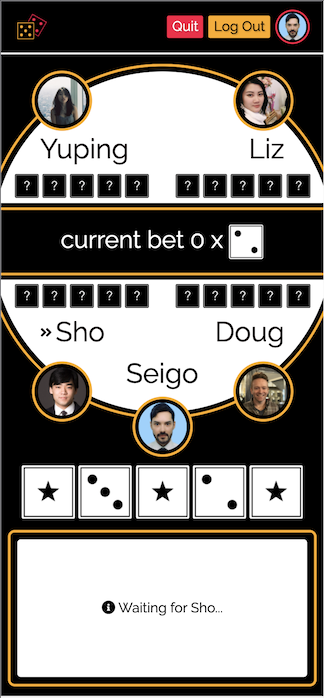 Quit Log Out
Yuping Liz
? ? ? ? ? ? ? ? ? ?
current bet 0 x
? ? ? ? ? ? ? ? ? ?
» Sho Doug
Seigo
Waiting for Sho...